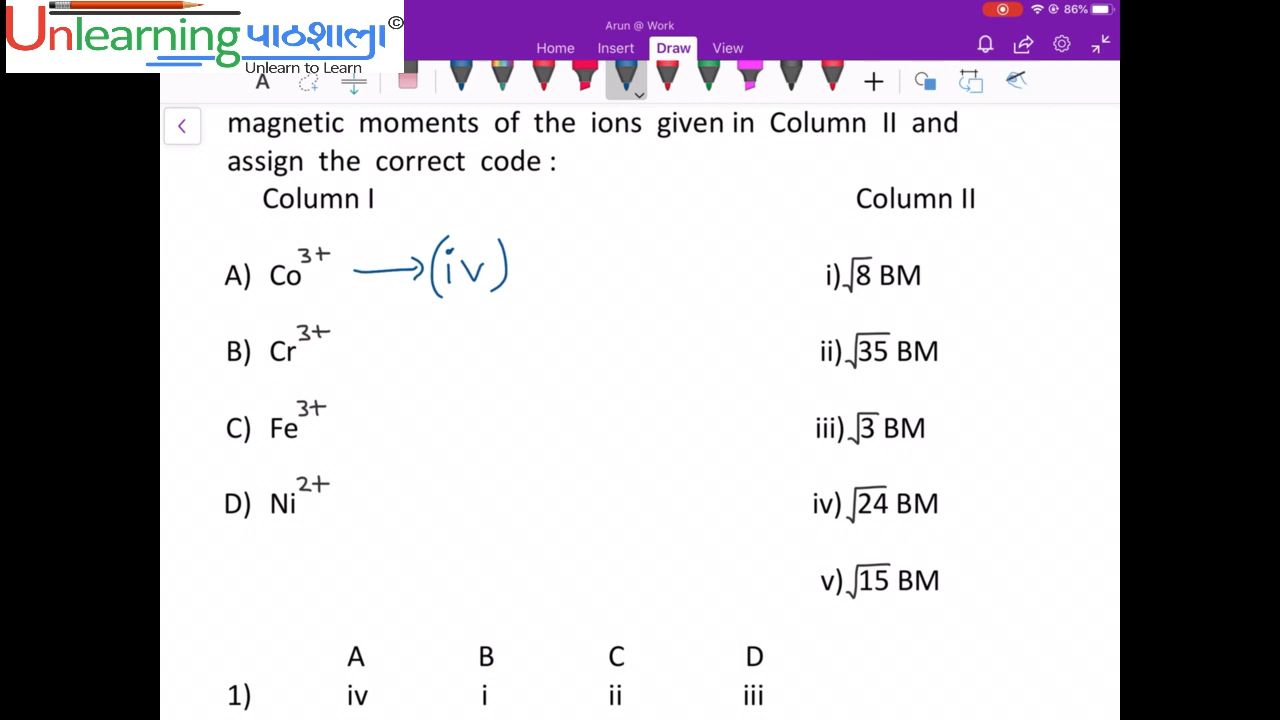 Unlearning पाठशाला ©
Unlearn to Learn
Arun @ Work
86%
Home Insert Draw View
A
magnetic moments of the ions given in Column II and
assign the correct code :
Column I Column II
A) Co³⁺ → (iv) i) √8 BM
B) Cr³⁺ ii) √35 BM
C) Fe³⁺ iii) √3 BM
D) Ni²⁺ iv) √24 BM
v) √15 BM
A B C D
1) iv i ii iii